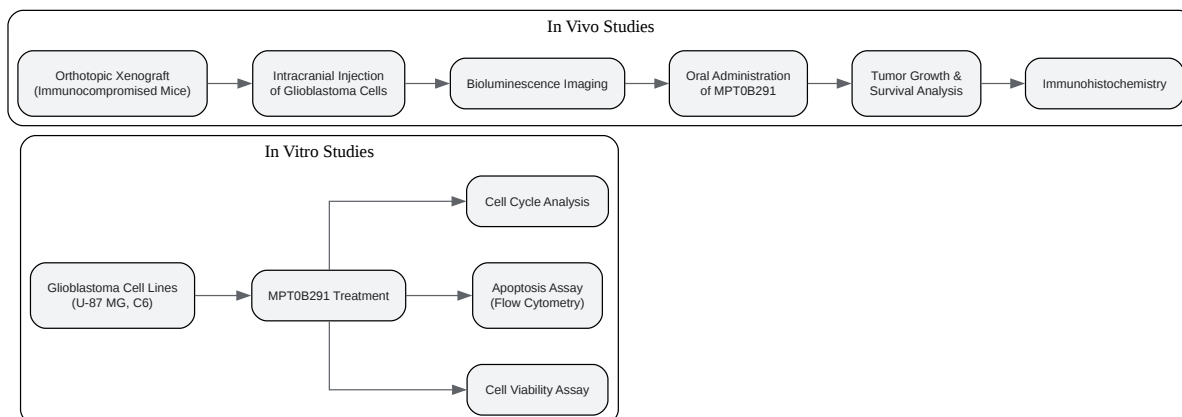 In Vivo Studies
Orthotopic Xenograft
(Immunocompromised Mice)
Intracranial Injection
of Glioblastoma Cells
Bioluminescence Imaging
Oral Administration
of MPT0B291
Tumor Growth &
Survival Analysis
Immunohistochemistry
In Vitro Studies
Glioblastoma Cell Lines
(U-87 MG, C6)
MPT0B291 Treatment
Cell Cycle Analysis
Apoptosis Assay
(Flow Cytometry)
Cell Viability Assay